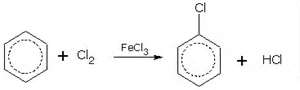 Cl
+ Cl₂ FeCl₃ + HCl